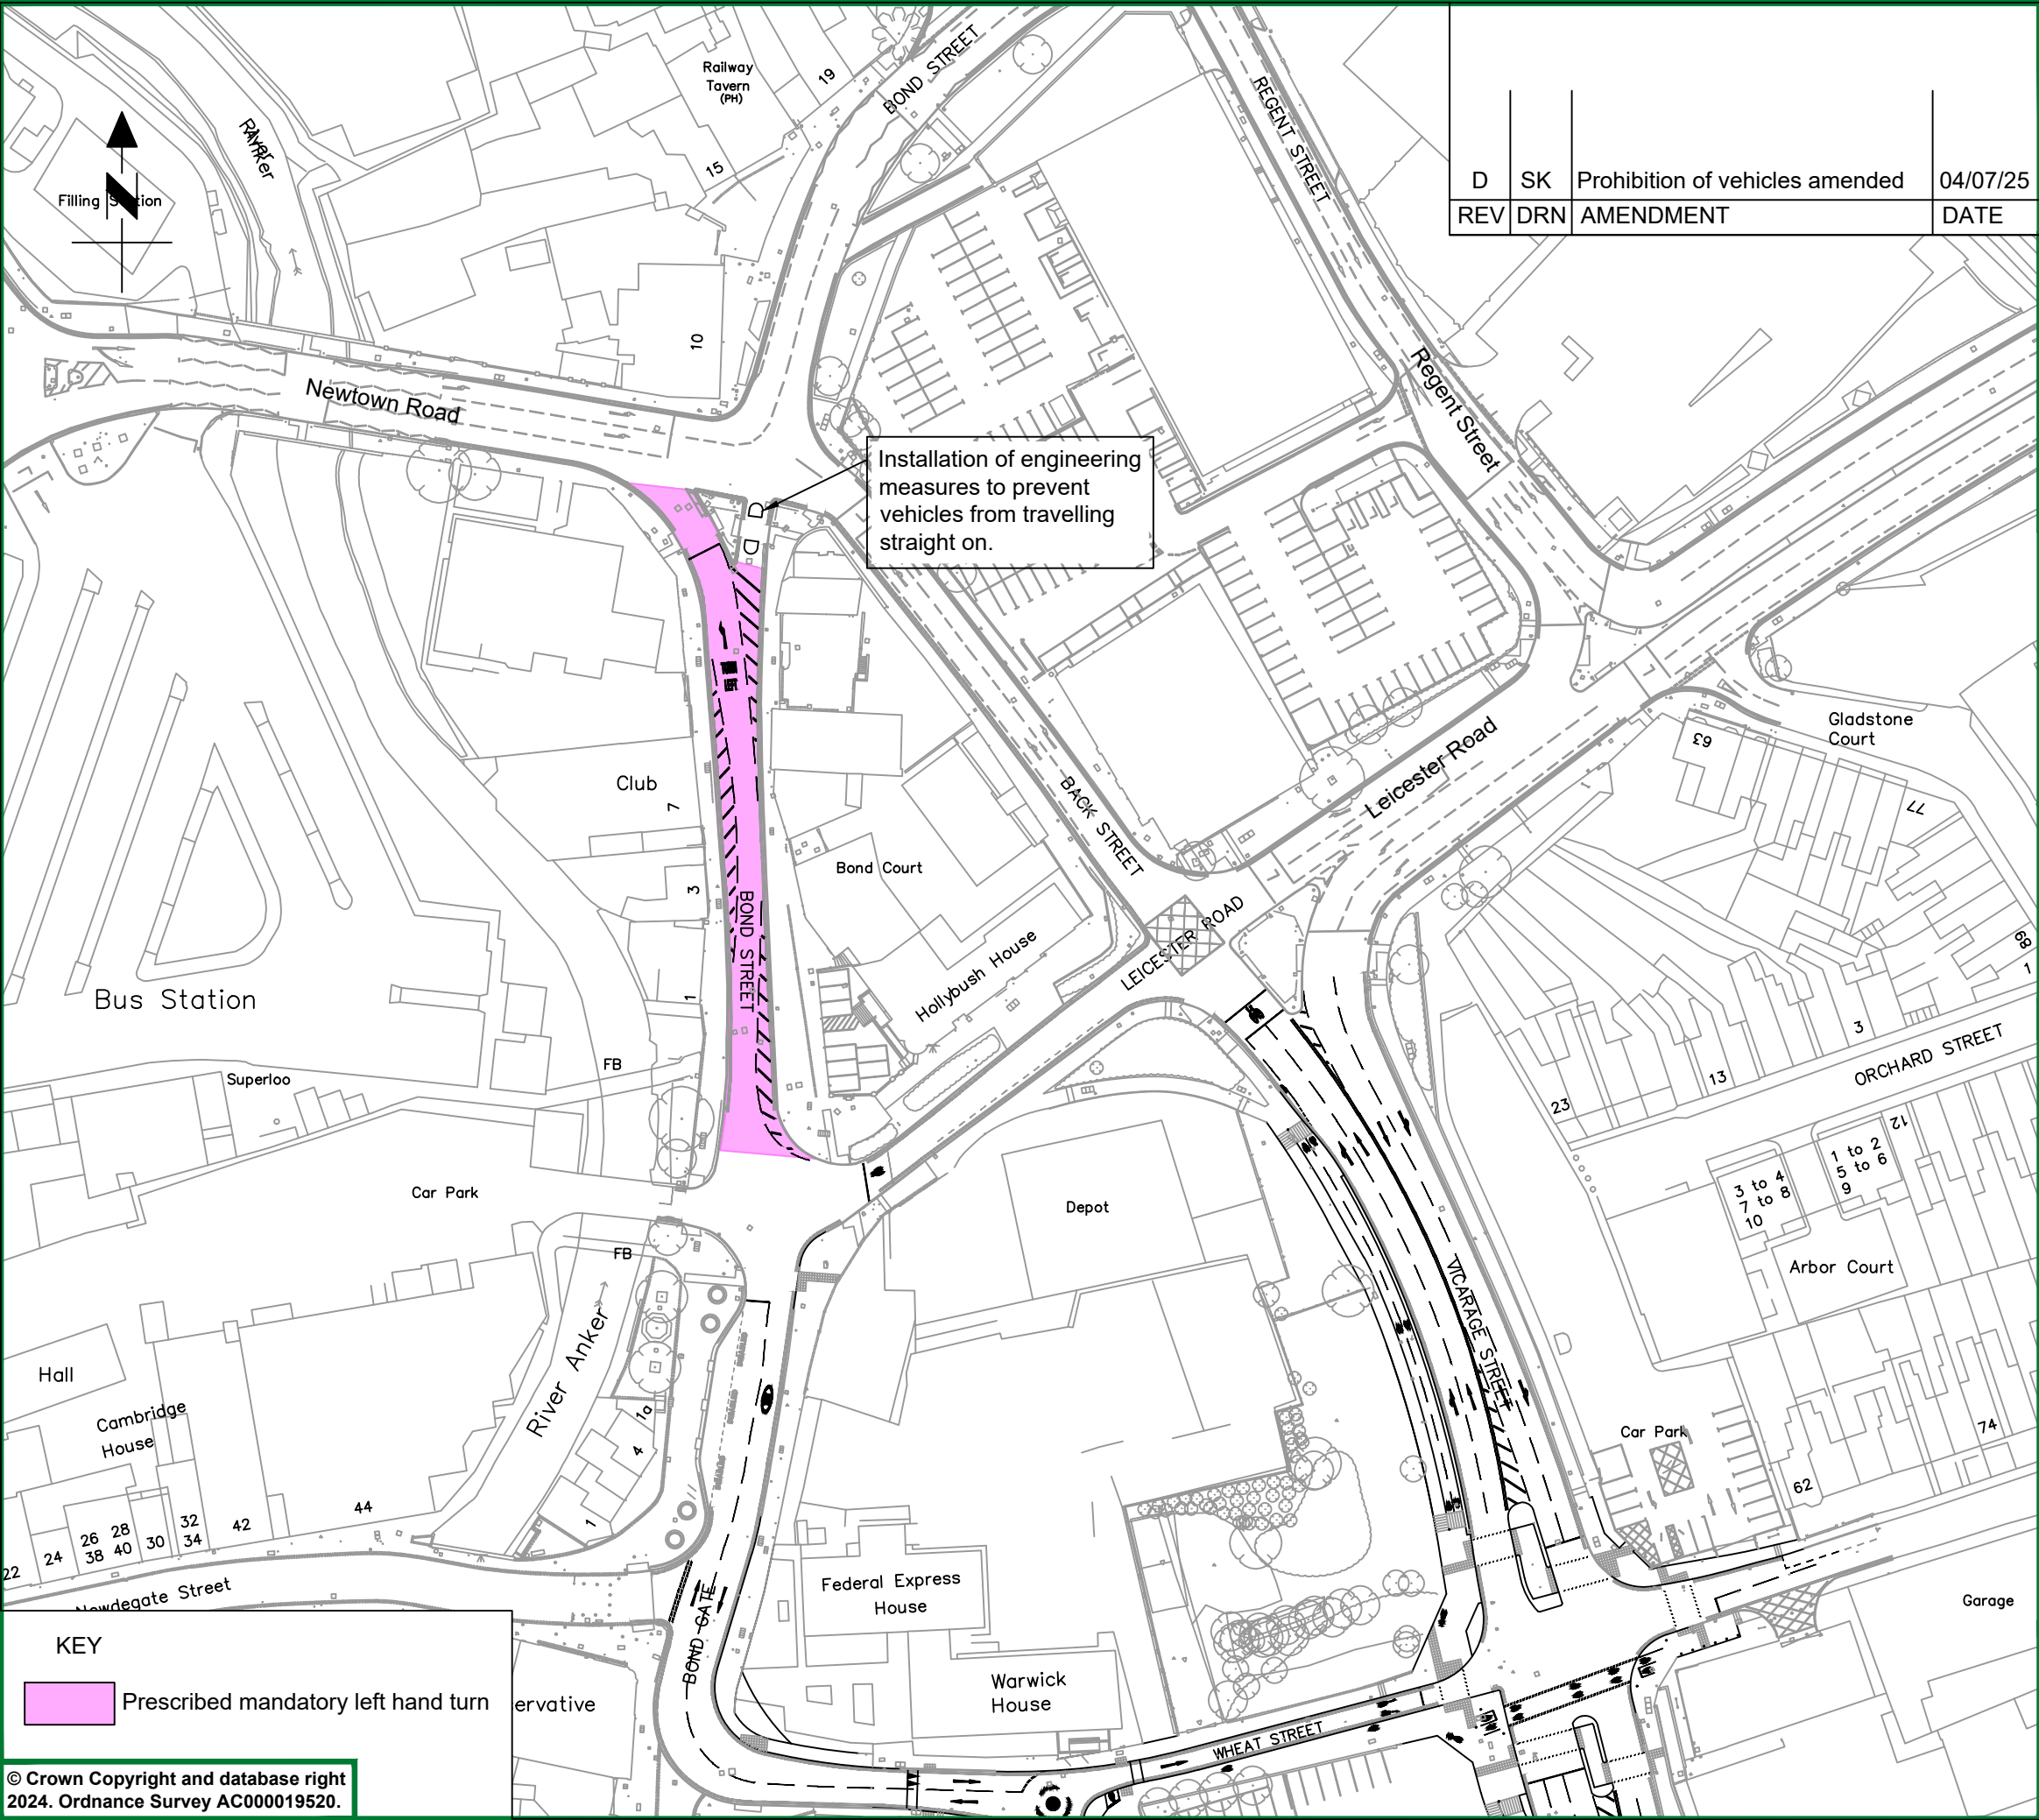 Railway
Tavern
(PH)
19
BOND STREET
REGENT STREET
River
Anker
Filling Station
15
10
D SK Prohibition of vehicles amended 04/07/25
REV DRN AMENDMENT DATE
Newtown Road
Regent Street
Installation of engineering
measures to prevent
vehicles from travelling
straight on.
D
D
Gladstone
Court
63
77
Leicester Road
Club
7
BACK STREET
Bond Court
3
BOND STREET
LEICESTER ROAD
Hollybush House
Bus Station
1
68
1
3
ORCHARD STREET
FB
Superloo
13
23
12
1 to 2
5 to 6
9
3 to 4
7 to 8
10
Car Park
Depot
FB
Arbor Court
VICARAGE STREET
River Anker
Hall
Cambridge
House
1a
4
1
Car Park
74
62
44
42
32
34
30
28
40
26
38
24
22
Newdegate Street
BOND GATE
Federal Express
House
Garage
Warwick
House
WHEAT STREET
ervative
KEY
Prescribed mandatory left hand turn
© Crown Copyright and database right
2024. Ordnance Survey AC000019520.